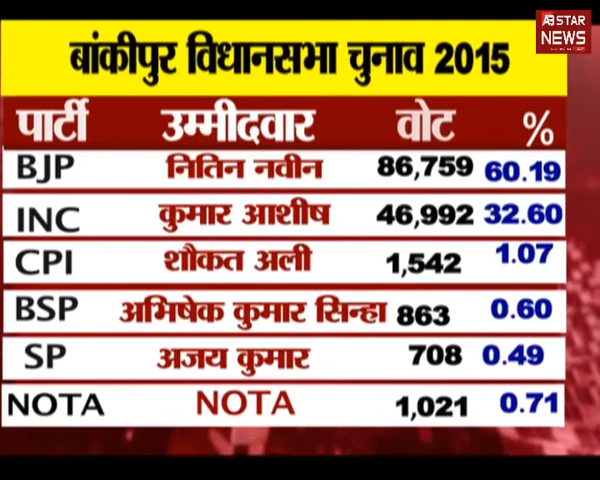 AB STAR
NEWS
बांकीपुर विधानसभा चुनाव 2015
पार्टी उम्मीदवार वोट %
BJP नितिन नवीन 86,759 60.19
INC कुमार आशीष 46,992 32.60
CPI शौकत अली 1,542 1.07
BSP अभिषेक कुमार सिन्हा 863 0.60
SP अजय कुमार 708 0.49
NOTA NOTA 1,021 0.71